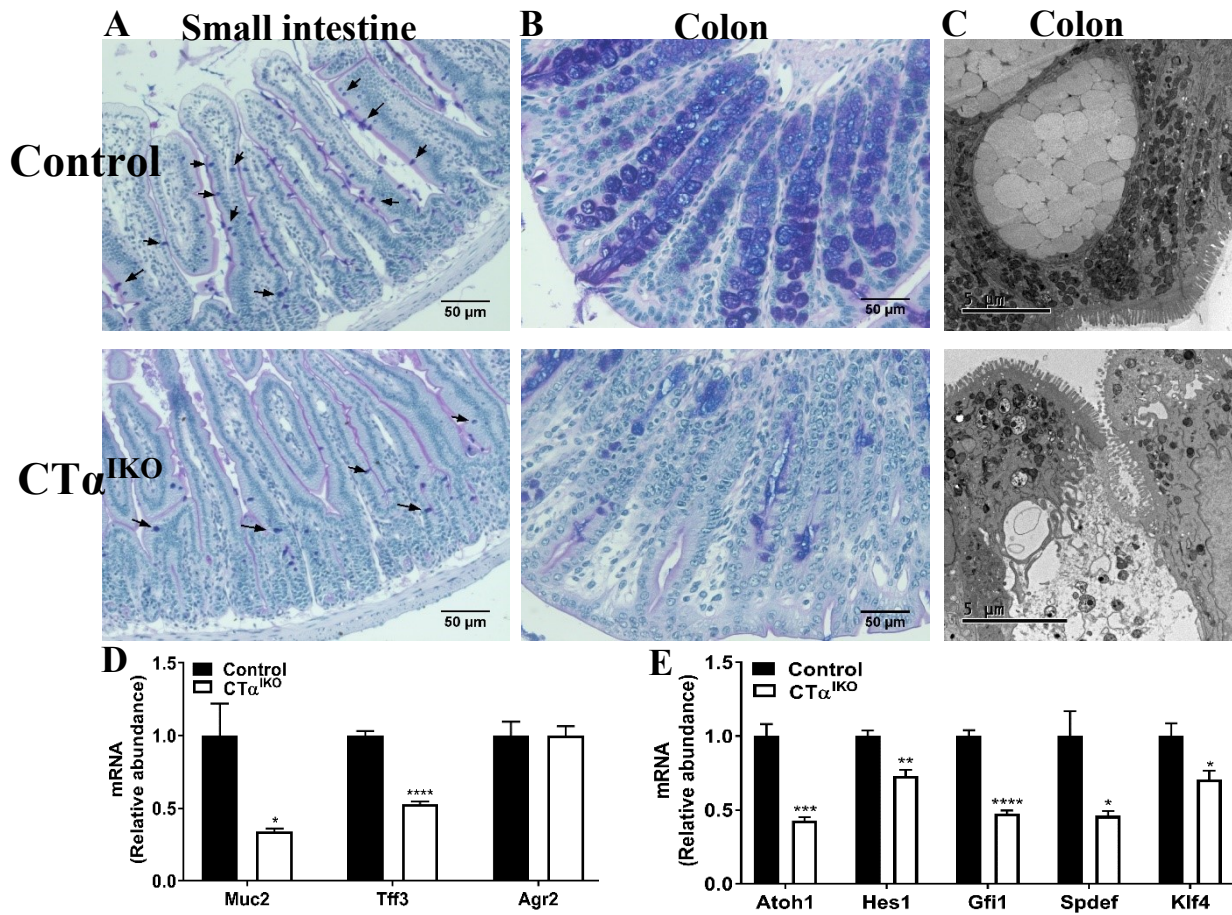 A Small intestine B Colon C Colon
Control
50 µm
50 µm
5 µm
CTα^IKO
50 µm
50 µm
5 µm
D
mRNA
(Relative abundance)
1.5
1.0
0.5
0.0
Control
CTα^IKO
*
****
Muc2 Tff3 Agr2
E
mRNA
(Relative abundance)
1.5
1.0
0.5
0.0
Control
CTα^IKO
***
**
****
*
*
Atoh1 Hes1 Gfi1 Spdef Klf4